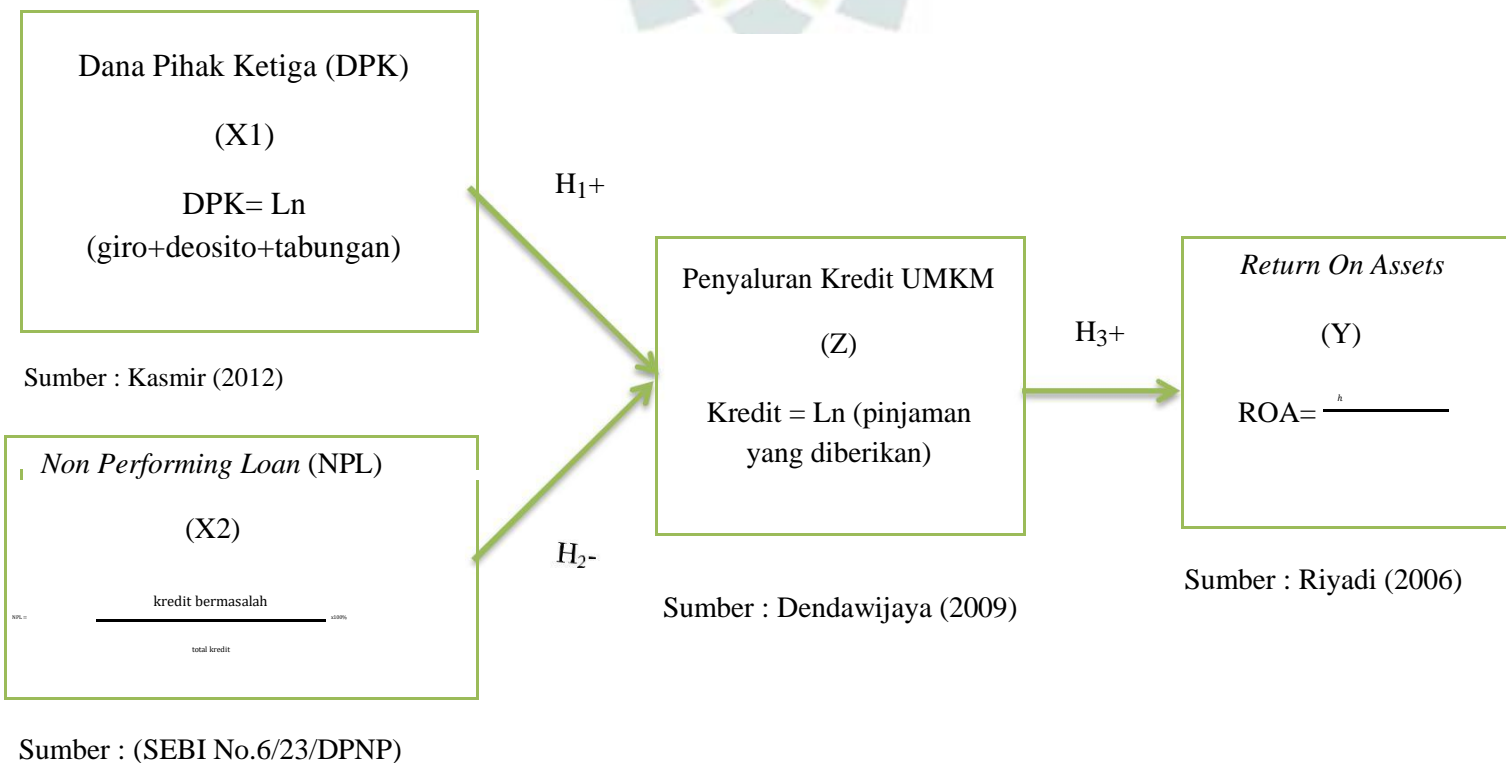 Dana Pihak Ketiga (DPK)
(X1)
DPK= Ln
(giro+deosito+tabungan)
Sumber : Kasmir (2012)
Non Performing Loan (NPL)
(X2)
kredit bermasalah
NPL = x100%
total kredit
Sumber : (SEBI No.6/23/DPNP)
H1+
H2-
Penyaluran Kredit UMKM
(Z)
Kredit = Ln (pinjaman
yang diberikan)
Sumber : Dendawijaya (2009)
H3+
Return On Assets
(Y)
h
ROA=
Sumber : Riyadi (2006)